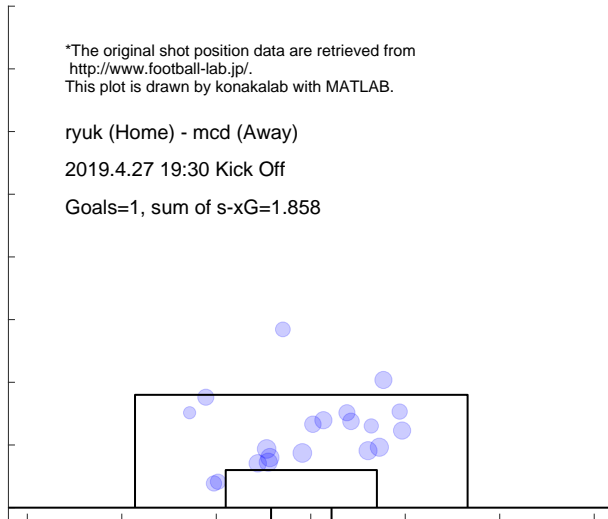 *The original shot position data are retrieved from
http://www.football-lab.jp/.
This plot is drawn by konakalab with MATLAB.
ryuk (Home) - mcd (Away)
2019.4.27 19:30 Kick Off
Goals=1, sum of s-xG=1.858